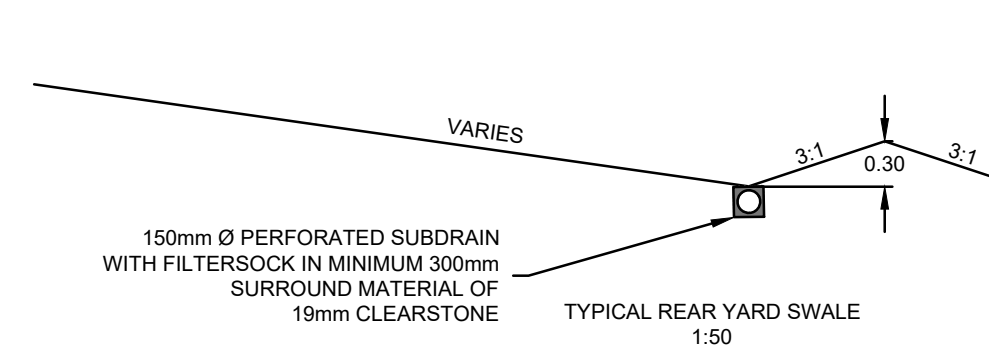 VARIES
3:1
0.30
3:1
150mm Ø PERFORATED SUBDRAIN
WITH FILTERSOCK IN MINIMUM 300mm
SURROUND MATERIAL OF
19mm CLEARSTONE
TYPICAL REAR YARD SWALE
1:50